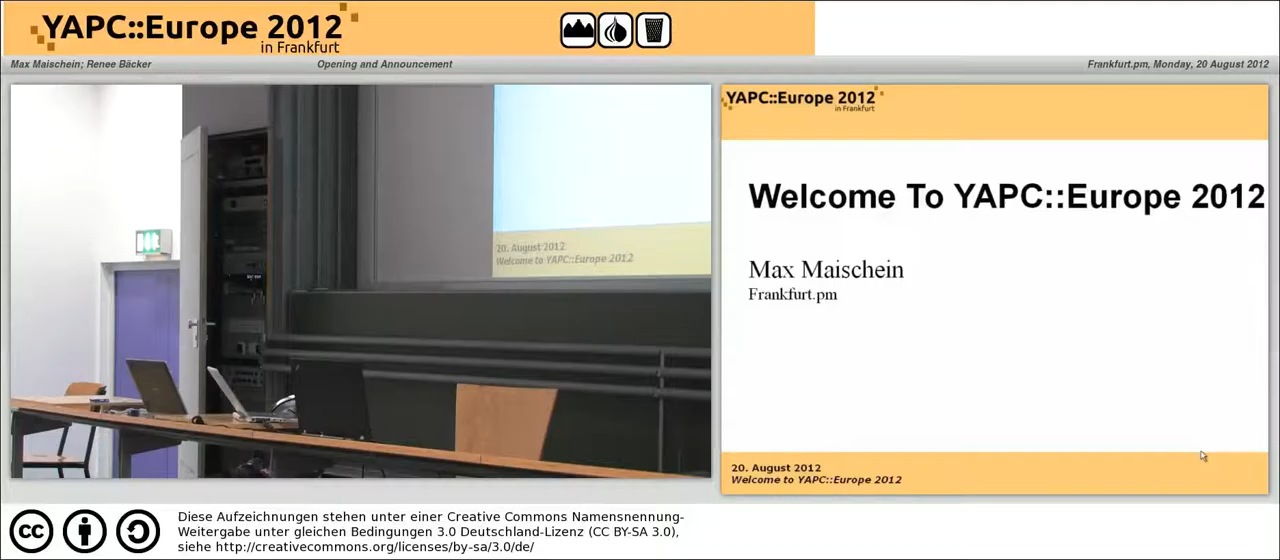 YAPC::Europe 2012
in Frankfurt
Max Maischein; Renee Bäcker
Opening and Announcement
Frankfurt.pm, Monday, 20 August 2012
20. August 2012
Welcome to YAPC::Europe 2012
YAPC::Europe 2012
in Frankfurt
Welcome To YAPC::Europe 2012
Max Maischein
Frankfurt.pm
20. August 2012
Welcome to YAPC::Europe 2012
cc
Diese Aufzeichnungen stehen unter einer Creative Commons Namensnennung-
Weitergabe unter gleichen Bedingungen 3.0 Deutschland-Lizenz (CC BY-SA 3.0),
siehe http://creativecommons.org/licenses/by-sa/3.0/de/